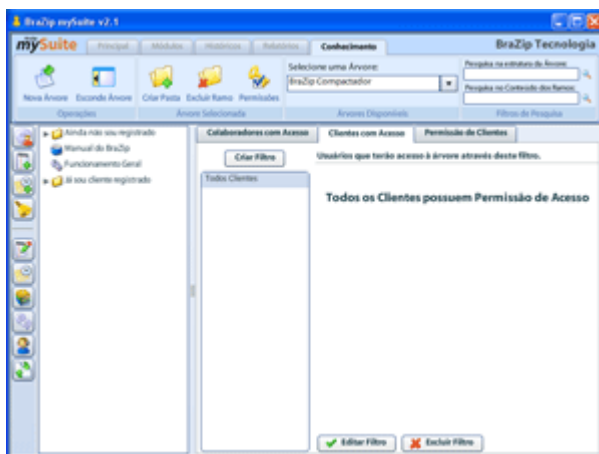 BraZip mySuite v2.1
mySuite Principal Módulos Históricos Relatórios Conhecimento BraZip Tecnologia
Nova Árvore Esconde Árvore Criar Pasta Excluir Ramo Permissões
Selecione uma Árvore:
BraZip Compactador
Pesquisa na estrutura da Árvore:
Pesquisa no Conteúdo dos Ramos:
Operações Árvore Selecionada Árvores Disponíveis Filtros de Pesquisa
Ainda não sou registrado
Manual do BraZip
Funcionamento Geral
Já sou cliente registrado
Colaboradores com Acesso Clientes com Acesso Permissão de Clientes
Criar Filtro
Usuários que terão acesso à árvore através deste filtro.
Todos Clientes
Todos os Clientes possuem Permissão de Acesso
Editar Filtro Excluir Filtro